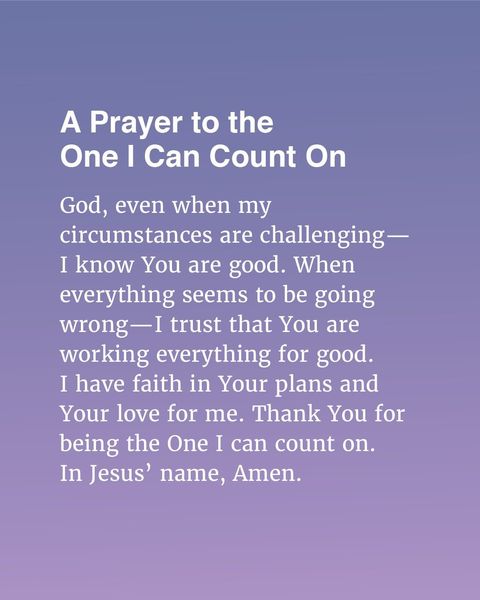 A Prayer to the
One I Can Count On
God, even when my
circumstances are challenging—
I know You are good. When
everything seems to be going
wrong—I trust that You are
working everything for good.
I have faith in Your plans and
Your love for me. Thank You for
being the One I can count on.
In Jesus’ name, Amen.